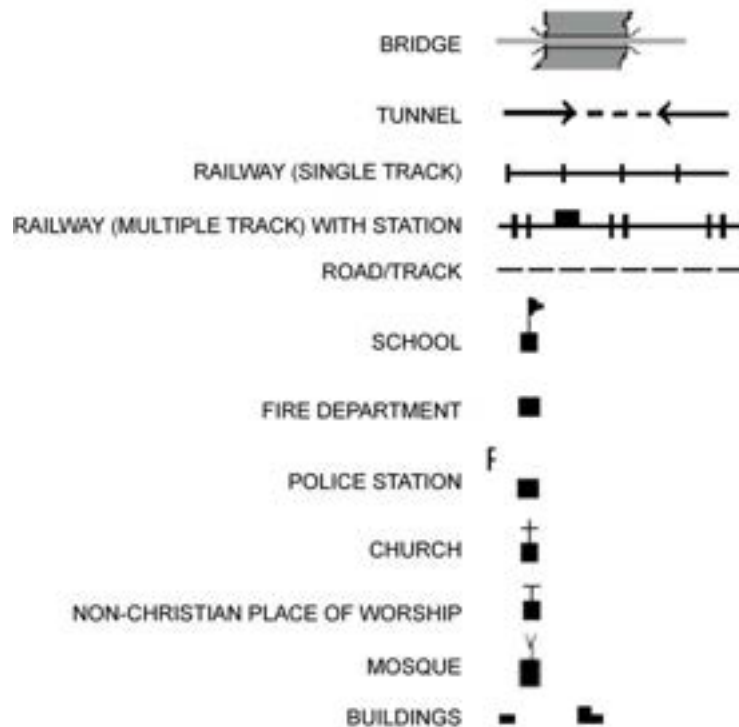 BRIDGE
TUNNEL
RAILWAY (SINGLE TRACK)
RAILWAY (MULTIPLE TRACK) WITH STATION
ROAD/TRACK
SCHOOL
FIRE DEPARTMENT
P
POLICE STATION
CHURCH
NON-CHRISTIAN PLACE OF WORSHIP
MOSQUE
BUILDINGS